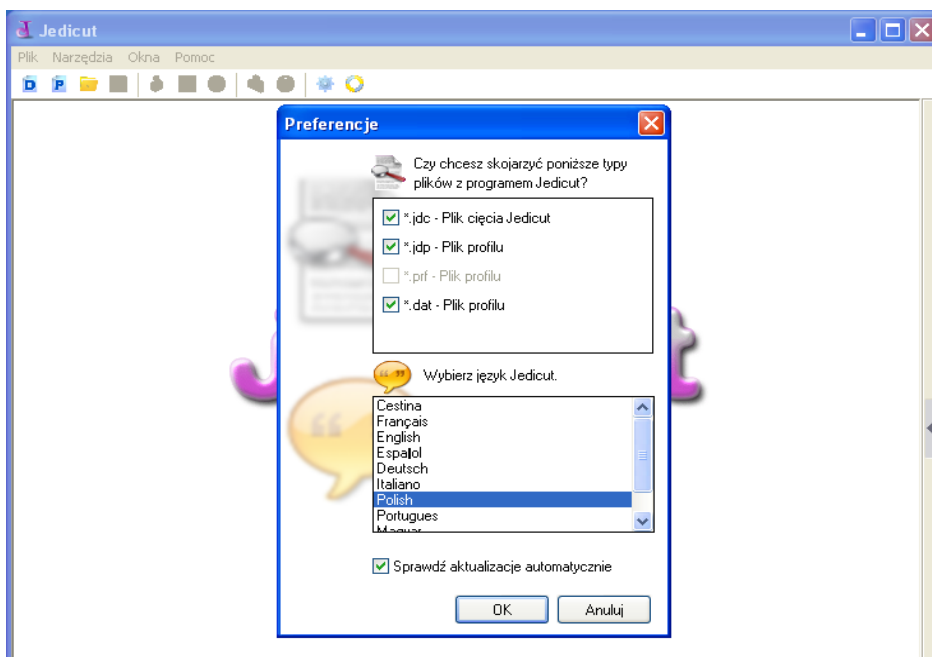 Jedicut
Plik Narzędzia Okna Pomoc
Preferencje
Czy chcesz skojarzyć poniższe typy
plików z programem Jedicut?
*.jdc - Plik cięcia Jedicut
*.jdp - Plik profilu
*.prf - Plik profilu
*.dat - Plik profilu
Wybierz język Jedicut.
Cestina
Français
English
Espalol
Deutsch
Italiano
Polish
Portugues
Magyar
Sprawdź aktualizacje automatycznie
OK Anuluj